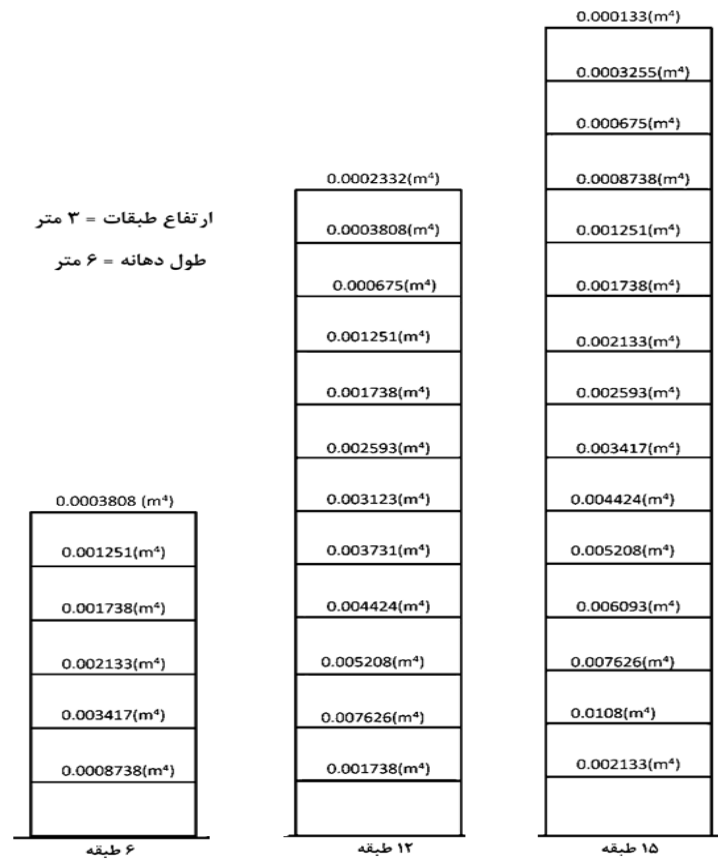 ارتفاع طبقات = ۳ متر
طول دهانه = ۶ متر
0.0003808 (m⁴)
0.001251(m⁴)
0.001738(m⁴)
0.002133(m⁴)
0.003417(m⁴)
0.0008738(m⁴)
۶ طبقه
0.0002332(m⁴)
0.0003808(m⁴)
0.000675(m⁴)
0.001251(m⁴)
0.001738(m⁴)
0.002593(m⁴)
0.003123(m⁴)
0.003731(m⁴)
0.004424(m⁴)
0.005208(m⁴)
0.007626(m⁴)
0.001738(m⁴)
۱۲ طبقه
0.000133(m⁴)
0.0003255(m⁴)
0.000675(m⁴)
0.0008738(m⁴)
0.001251(m⁴)
0.001738(m⁴)
0.002133(m⁴)
0.002593(m⁴)
0.003417(m⁴)
0.004424(m⁴)
0.005208(m⁴)
0.006093(m⁴)
0.007626(m⁴)
0.0108(m⁴)
0.002133(m⁴)
۱۵ طبقه